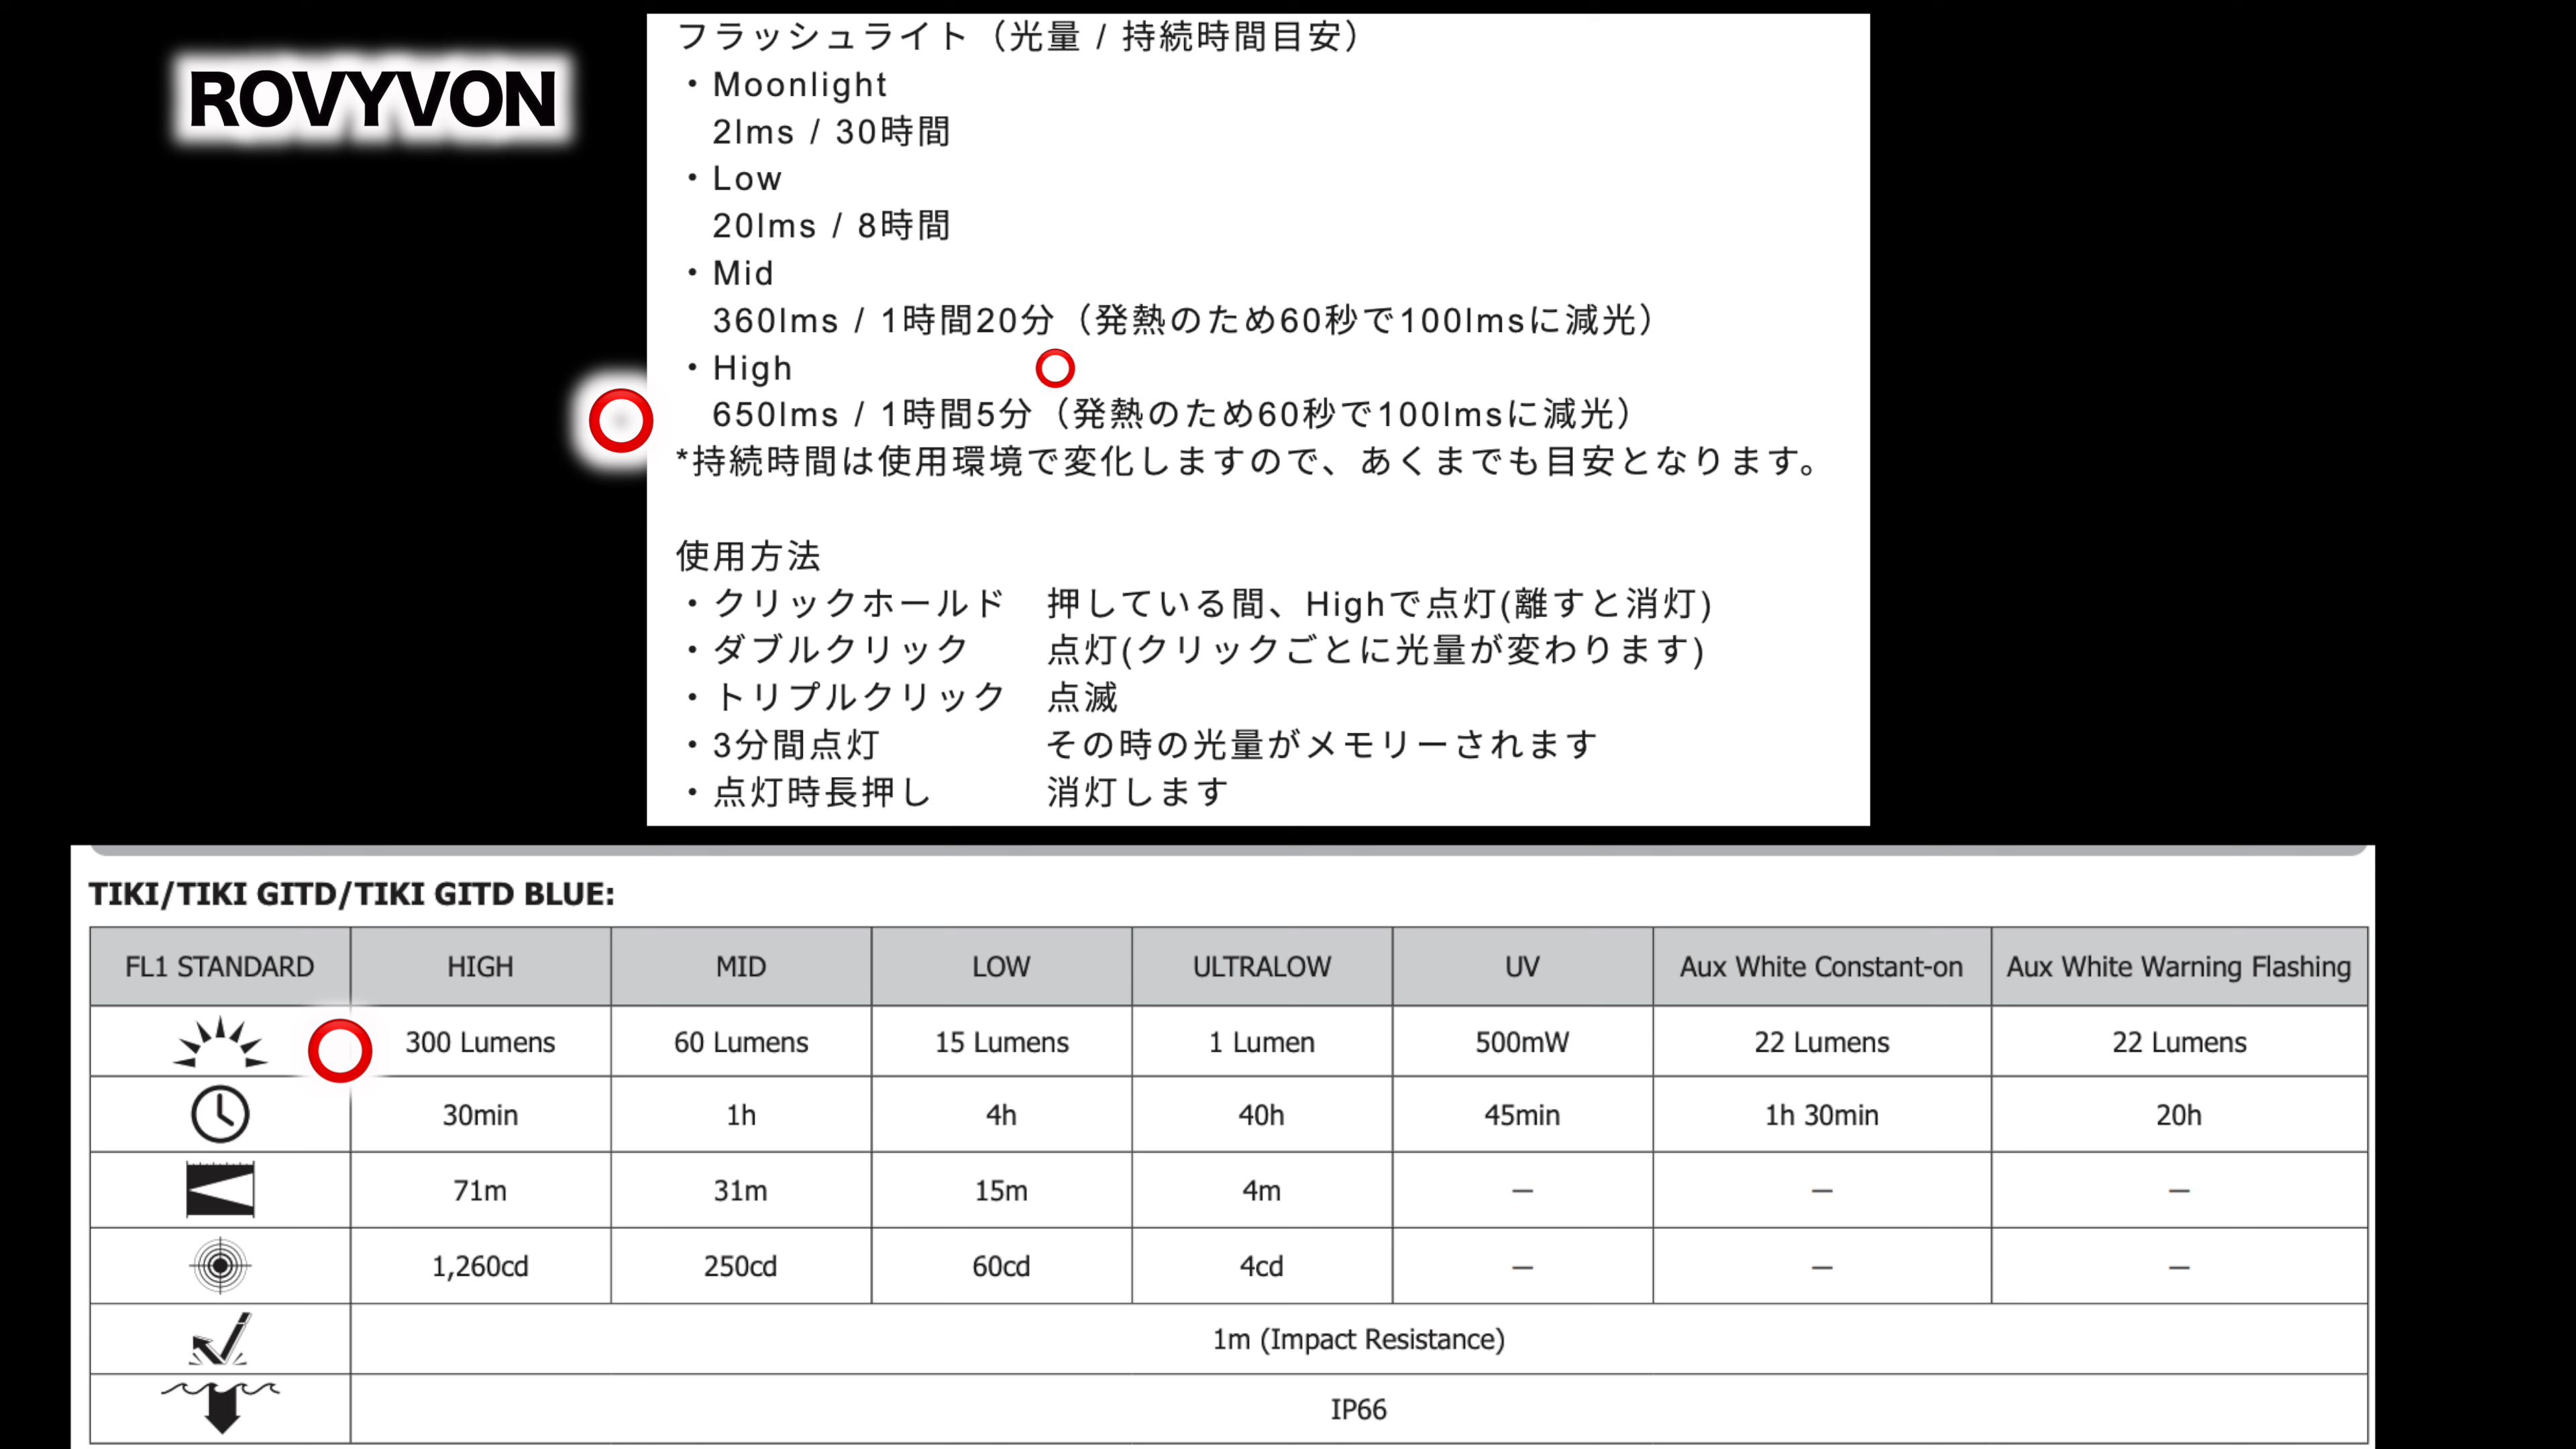 ROVYVON
フラッシュライト（光量 / 持続時間目安）
・Moonlight
2lms / 30時間
・Low
20lms / 8時間
・Mid
360lms / 1時間20分（発熱のため60秒で100lmsに減光）
・High
650lms / 1時間5分（発熱のため60秒で100lmsに減光）
*持続時間は使用環境で変化しますので、あくまでも目安となります。
使用方法
・クリックホールド 押している間、Highで点灯(離すと消灯)
・ダブルクリック 点灯(クリックごとに光量が変わります)
・トリプルクリック 点滅
・3分間点灯 その時の光量がメモリーされます
・点灯時長押し 消灯します
TIKI/TIKI GITD/TIKI GITD BLUE:
FL1 STANDARD HIGH MID LOW ULTRALOW UV Aux White Constant-on Aux White Warning Flashing
300 Lumens 60 Lumens 15 Lumens 1 Lumen 500mW 22 Lumens 22 Lumens
30min 1h 4h 40h 45min 1h 30min 20h
71m 31m 15m 4m — — —
1,260cd 250cd 60cd 4cd — — —
1m (Impact Resistance)
IP66